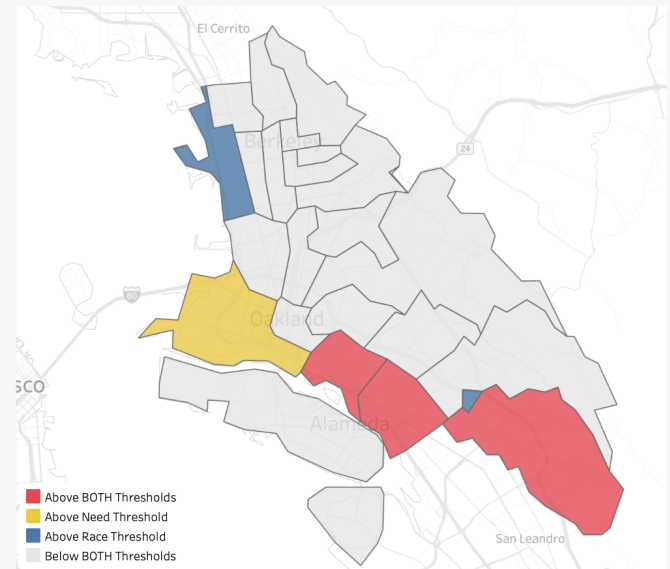 El Cerrito
24
Berkeley
80
Oakland
SCO
Alameda
Above BOTH Thresholds
Above Need Threshold
Above Race Threshold
Below BOTH Thresholds
San Leandro